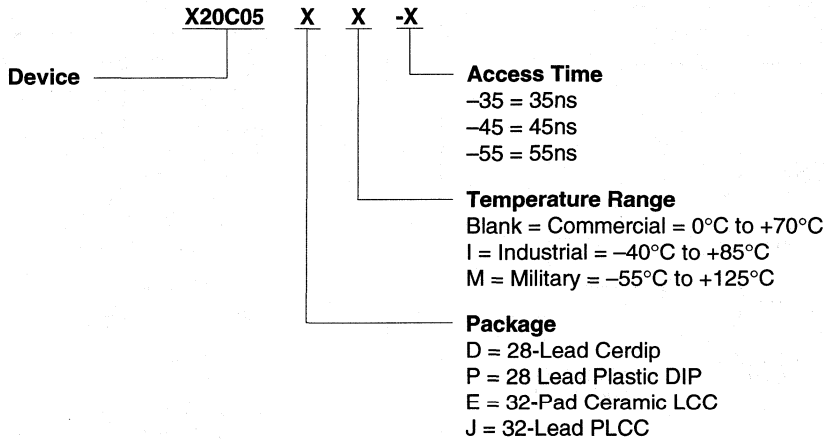 X20C05 X X -X
Device
Access Time
–35 = 35ns
–45 = 45ns
–55 = 55ns
Temperature Range
Blank = Commercial = 0°C to +70°C
I = Industrial = –40°C to +85°C
M = Military = –55°C to +125°C
Package
D = 28-Lead Cerdip
P = 28 Lead Plastic DIP
E = 32-Pad Ceramic LCC
J = 32-Lead PLCC